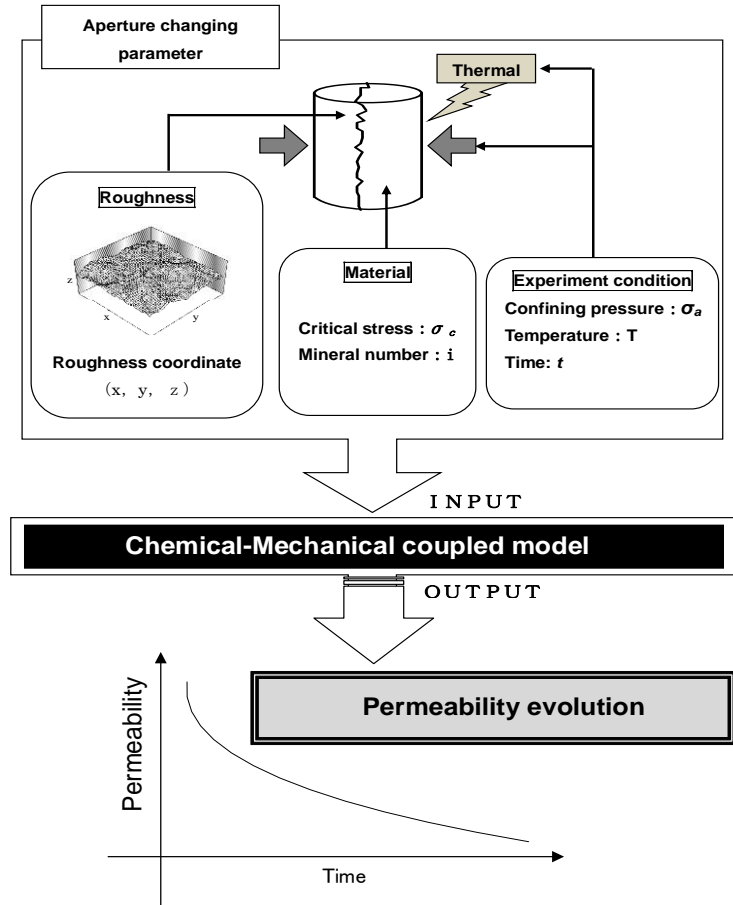 Aperture changing
parameter
Thermal
Roughness
z
x
y
Roughness coordinate
(x, y, z)
Material
Critical stress : σc
Mineral number : i
Experiment condition
Confining pressure : σa
Temperature : T
Time: t
INPUT
Chemical-Mechanical coupled model
OUTPUT
Permeability evolution
Permeability
Time